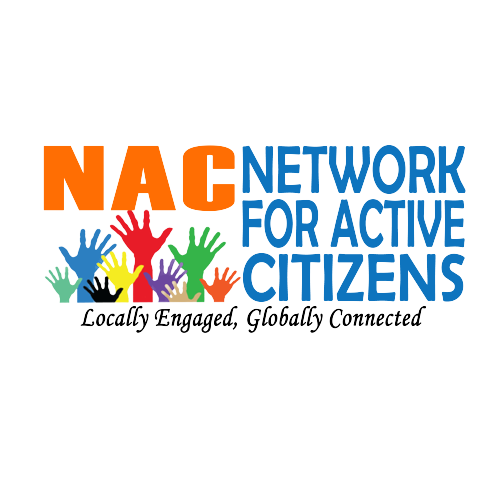 NAC
NETWORK
FOR ACTIVE
CITIZENS
Locally Engaged, Globally Connected